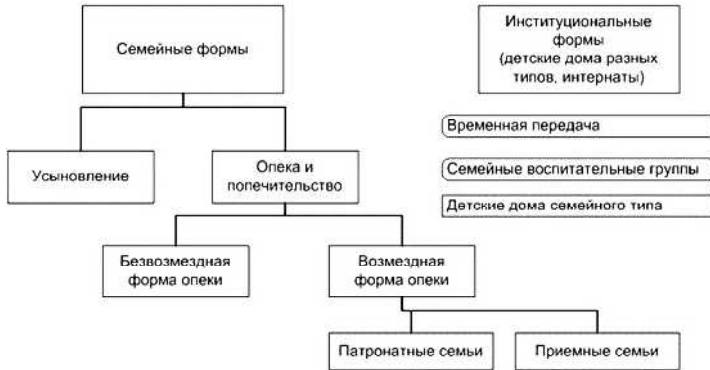 Семейные формы
Институциональные
формы
(детские дома разных
типов, интернаты)
Временная передача
Усыновление
Опека и
попечительство
Семейные воспитательные группы
Детские дома семейного типа
Безвозмездная
форма опеки
Возмездная
форма опеки
Патронатные семьи
Приемные семьи